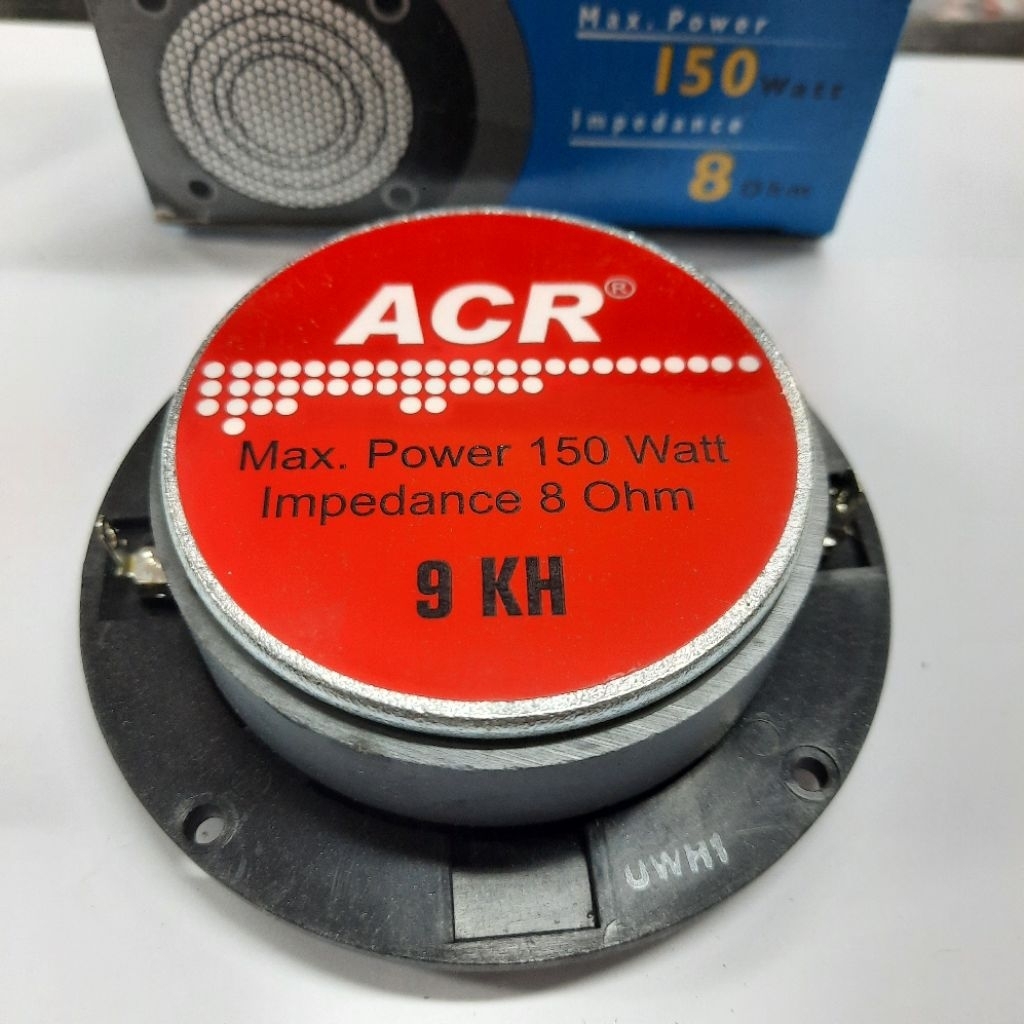 Max. Power
150 Watt
Impedance
8 Ohm
ACR®
Max. Power 150 Watt
Impedance 8 Ohm
9 KH
UWH1